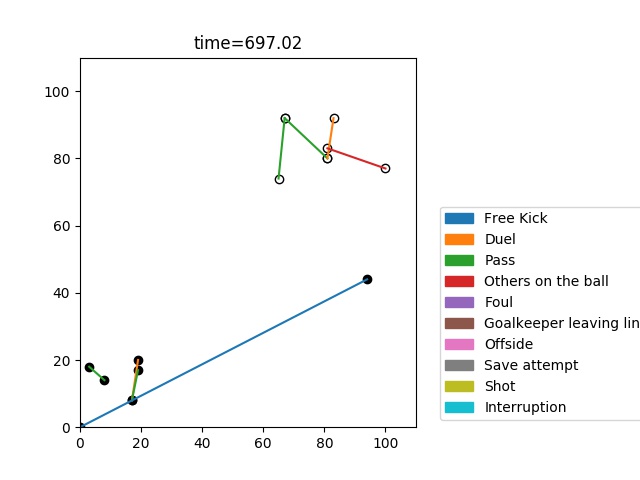 time=697.02
100
80
60
40
20
0
0 20 40 60 80 100
Free Kick
Duel
Pass
Others on the ball
Foul
Goalkeeper leaving lin
Offside
Save attempt
Shot
Interruption